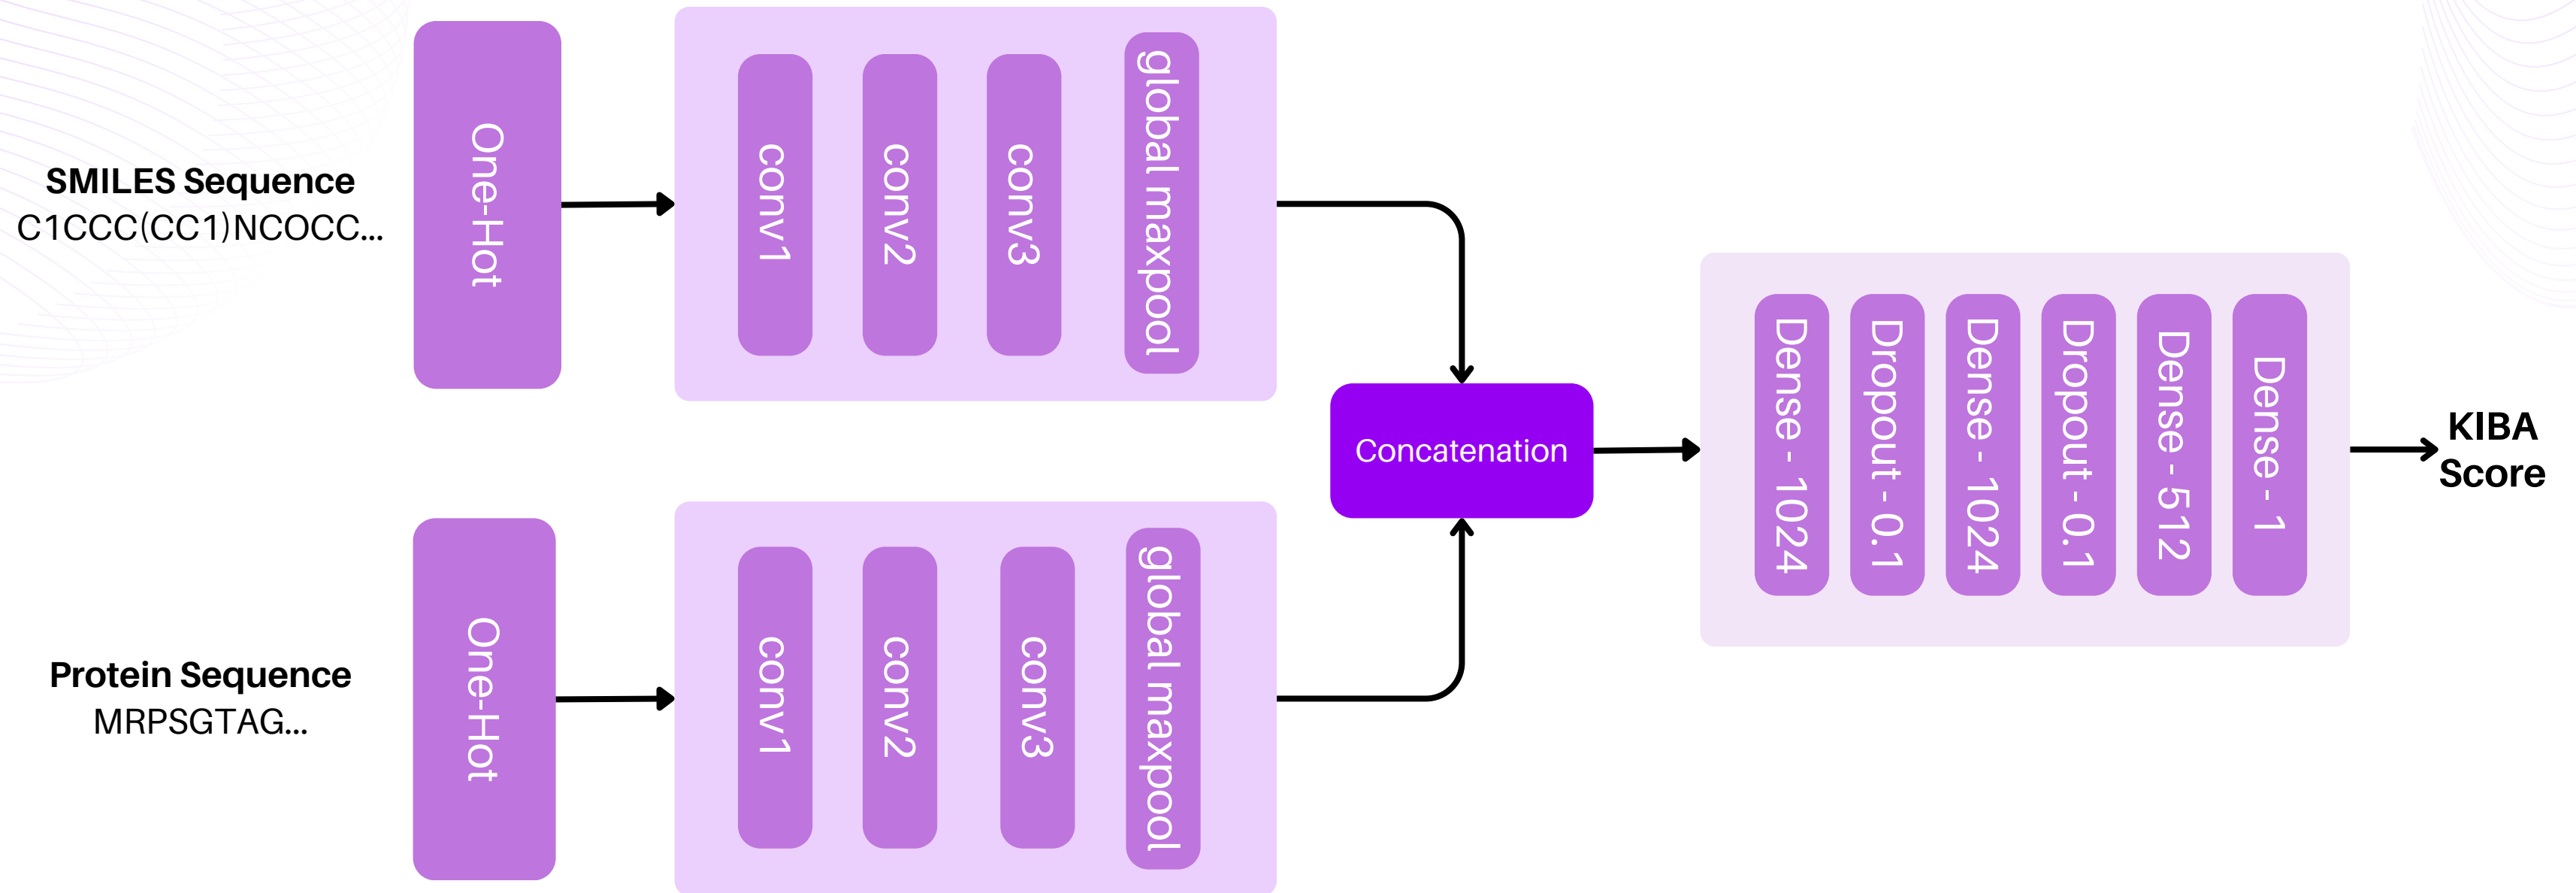 SMILES Sequence
C1CCC(CC1)NCOCC...
One-Hot
conv1
conv2
conv3
global maxpool
Protein Sequence
MRPSGTAG...
One-Hot
conv1
conv2
conv3
global maxpool
Concatenation
Dense - 1024
Dropout - 0.1
Dense - 1024
Dropout - 0.1
Dense - 512
Dense - 1
KIBA
Score